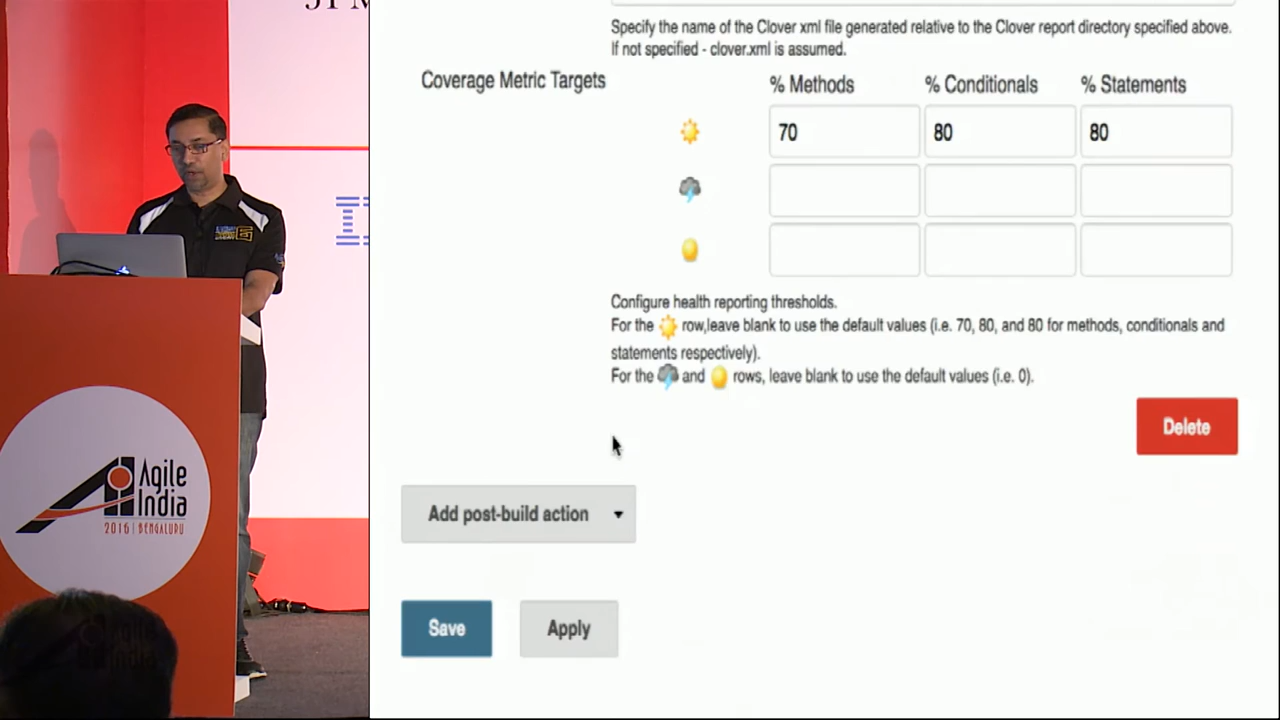 Specify the name of the Clover xml file generated relative to the Clover report directory specified above.
If not specified - clover.xml is assumed.
Coverage Metric Targets
% Methods
% Conditionals
% Statements
70
80
80
Configure health reporting thresholds.
For the row,leave blank to use the default values (i.e. 70, 80, and 80 for methods, conditionals and
statements respectively).
For the and rows, leave blank to use the default values (i.e. 0).
Delete
Add post-build action
Save
Apply
Agile
India
2016 | BENGALURU